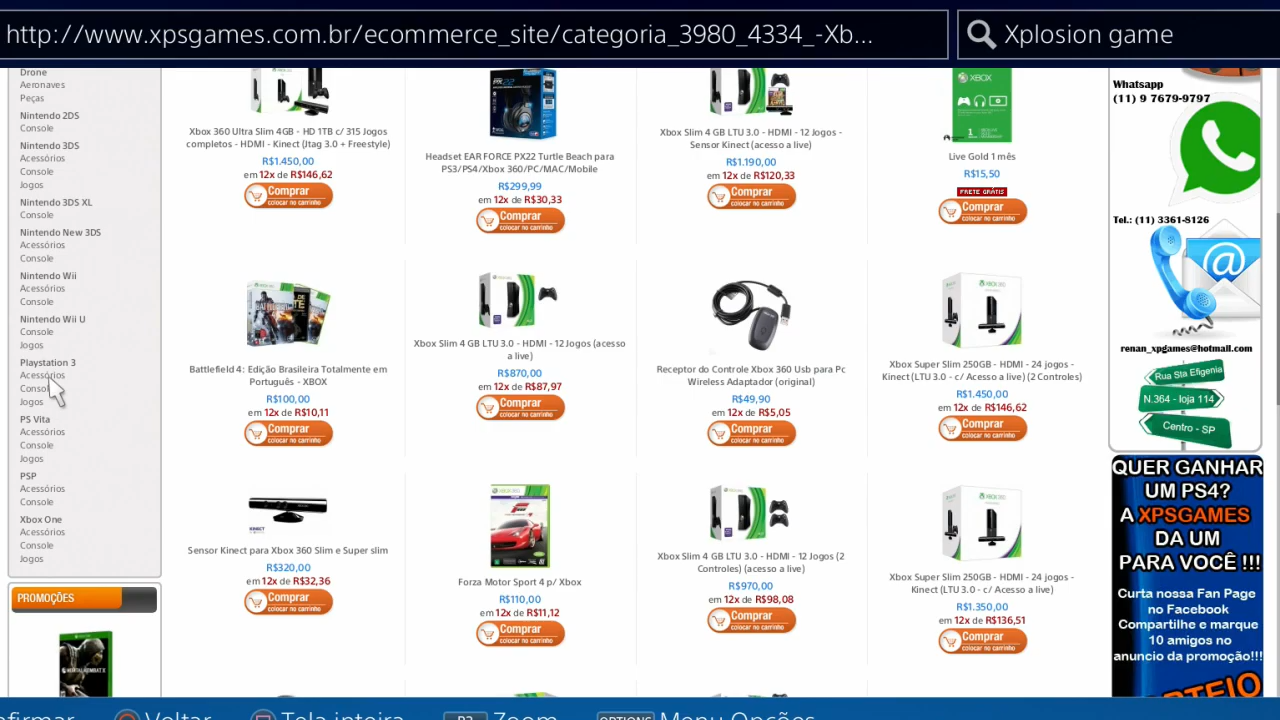 http://www.xpsgames.com.br/ecommerce_site/categoria_3980_4334_-Xb...
Xplosion game
Drone
Aeronaves
Peças
Nintendo 2DS
Console
Nintendo 3DS
Acessórios
Console
Jogos
Nintendo 3DS XL
Console
Nintendo New 3DS
Acessórios
Console
Nintendo Wii
Acessórios
Console
Nintendo Wii U
Console
Jogos
Playstation 3
Acessórios
Console
Jogos
PS Vita
Acessórios
Console
Jogos
PSP
Acessórios
Console
Xbox One
Acessórios
Console
Jogos
PROMOÇÕES
Xbox 360 Ultra Slim 4GB - HD 1TB c/ 315 Jogos
completos - HDMI - Kinect (Jtag 3.0 + Freestyle)
R$1.450,00
em 12x de R$146,62
Comprar
colocar no carrinho
Headset EAR FORCE PX22 Turtle Beach para
PS3/PS4/Xbox 360/PC/MAC/Mobile
R$299,99
em 12x de R$30,33
Comprar
colocar no carrinho
Xbox Slim 4 GB LTU 3.0 - HDMI - 12 Jogos -
Sensor Kinect (acesso a live)
R$1.190,00
em 12x de R$120,33
Comprar
colocar no carrinho
XBOX
Live Gold 1 mês
R$15,50
FRETE GRÁTIS
Comprar
colocar no carrinho
Battlefield 4: Edição Brasileira Totalmente em
Português - XBOX
R$100,00
em 12x de R$10,11
Comprar
colocar no carrinho
Xbox Slim 4 GB LTU 3.0 - HDMI - 12 Jogos (acesso
a live)
R$870,00
em 12x de R$87,97
Comprar
colocar no carrinho
Receptor do Controle Xbox 360 Usb para Pc
Wireless Adaptador (original)
R$49,90
em 12x de R$5,05
Comprar
colocar no carrinho
Xbox Super Slim 250GB - HDMI - 24 jogos -
Kinect (LTU 3.0 - c/ Acesso a live) (2 Controles)
R$1.450,00
em 12x de R$146,62
Comprar
colocar no carrinho
Sensor Kinect para Xbox 360 Slim e Super slim
R$320,00
em 12x de R$32,36
Comprar
colocar no carrinho
Forza Motor Sport 4 p/ Xbox
R$110,00
em 12x de R$11,12
Comprar
colocar no carrinho
Xbox Slim 4 GB LTU 3.0 - HDMI - 12 Jogos (2
Controles) (acesso a live)
R$970,00
em 12x de R$98,08
Comprar
colocar no carrinho
Xbox Super Slim 250GB - HDMI - 24 jogos -
Kinect (LTU 3.0 - c/ Acesso a live)
R$1.350,00
em 12x de R$136,51
Comprar
colocar no carrinho
Whatsapp
(11) 9 7679-9797
Tel.: (11) 3361-8126
renan_xpgames@hotmail.com
Rua Sta Efigenia
N.364 - loja 114
Centro - SP
QUER GANHAR
UM PS4?
A XPSGAMES
DA UM
PARA VOCÊ !!!
Curta nossa Fan Page
no Facebook
Compartilhe e marque
10 amigos no
anuncio da promoção!!!
Voltar
Tela inteira
R3 Zoom
OPTIONS Menu Opções